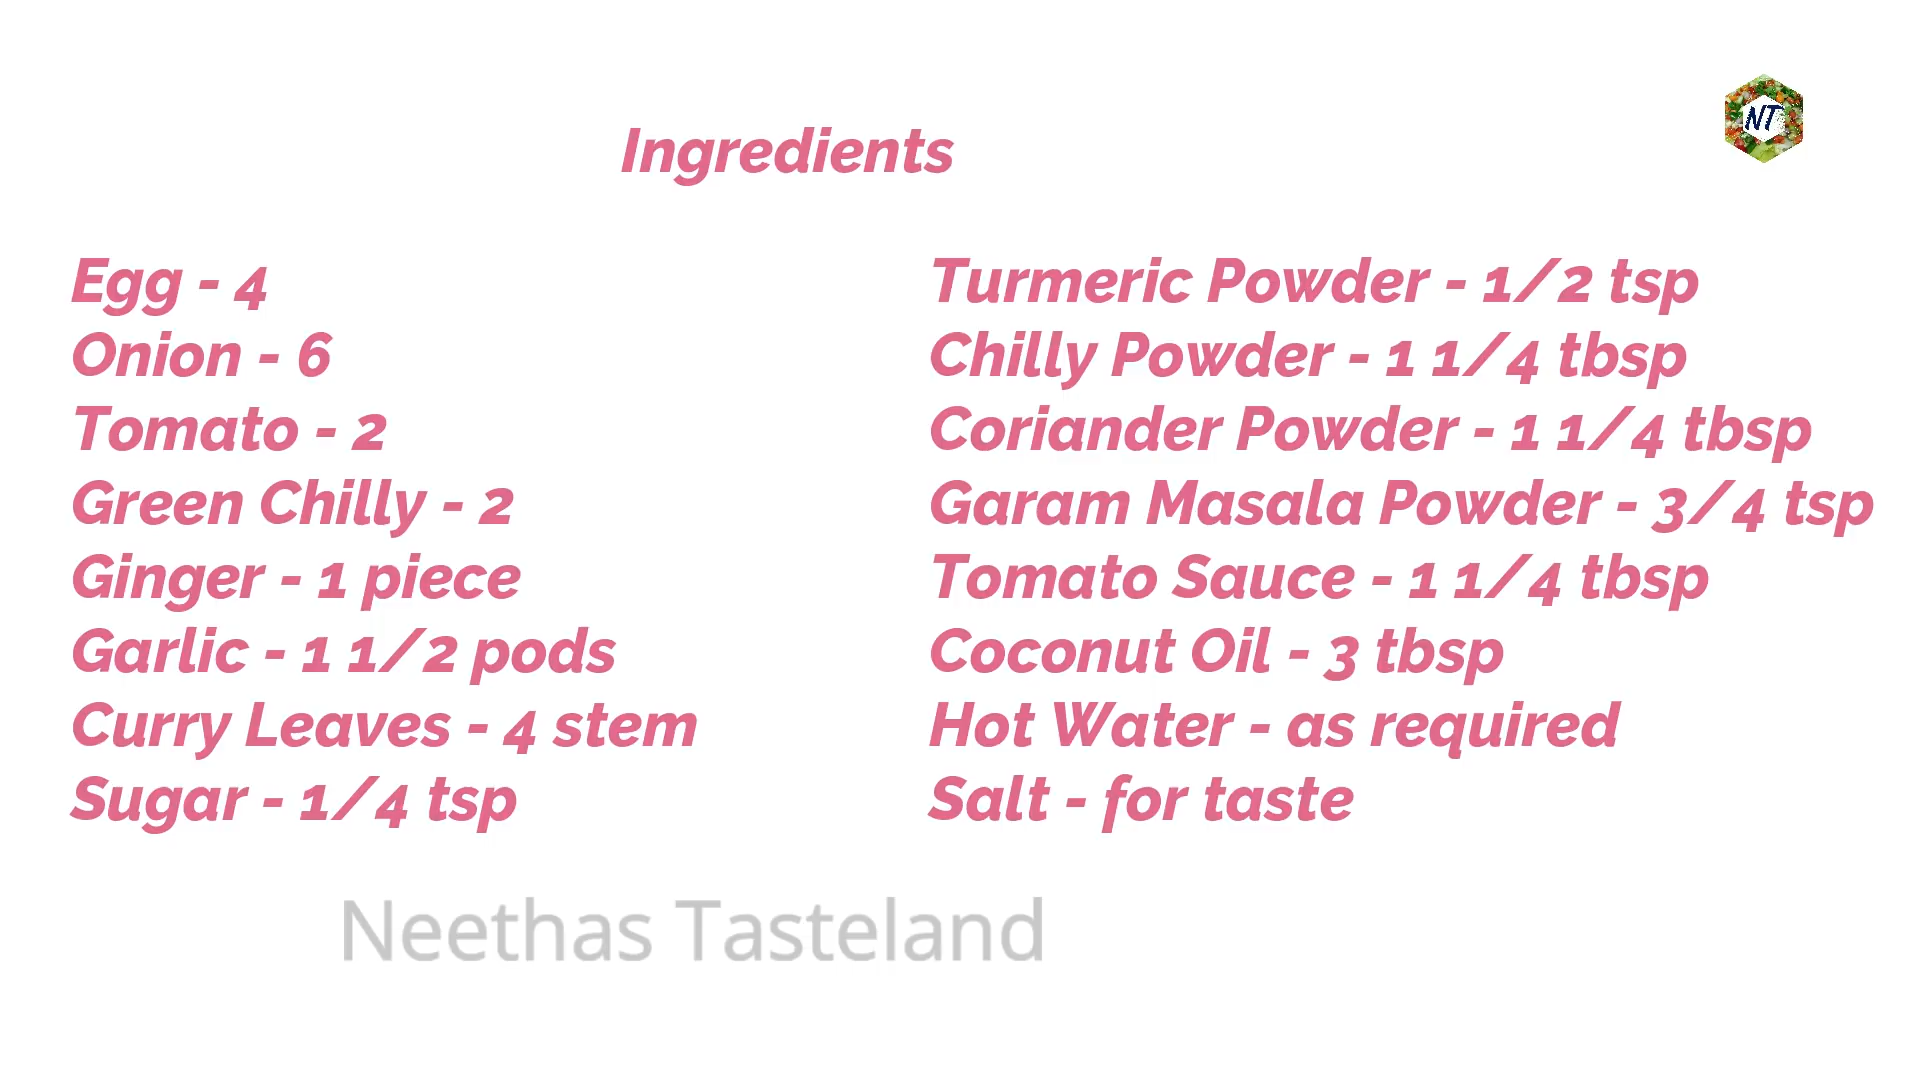 NT
Ingredients
Egg - 4
Onion - 6
Tomato - 2
Green Chilly - 2
Ginger - 1 piece
Garlic - 1 1/2 pods
Curry Leaves - 4 stem
Sugar - 1/4 tsp
Turmeric Powder - 1/2 tsp
Chilly Powder - 1 1/4 tbsp
Coriander Powder - 1 1/4 tbsp
Garam Masala Powder - 3/4 tsp
Tomato Sauce - 1 1/4 tbsp
Coconut Oil - 3 tbsp
Hot Water - as required
Salt - for taste
Neethas Tasteland